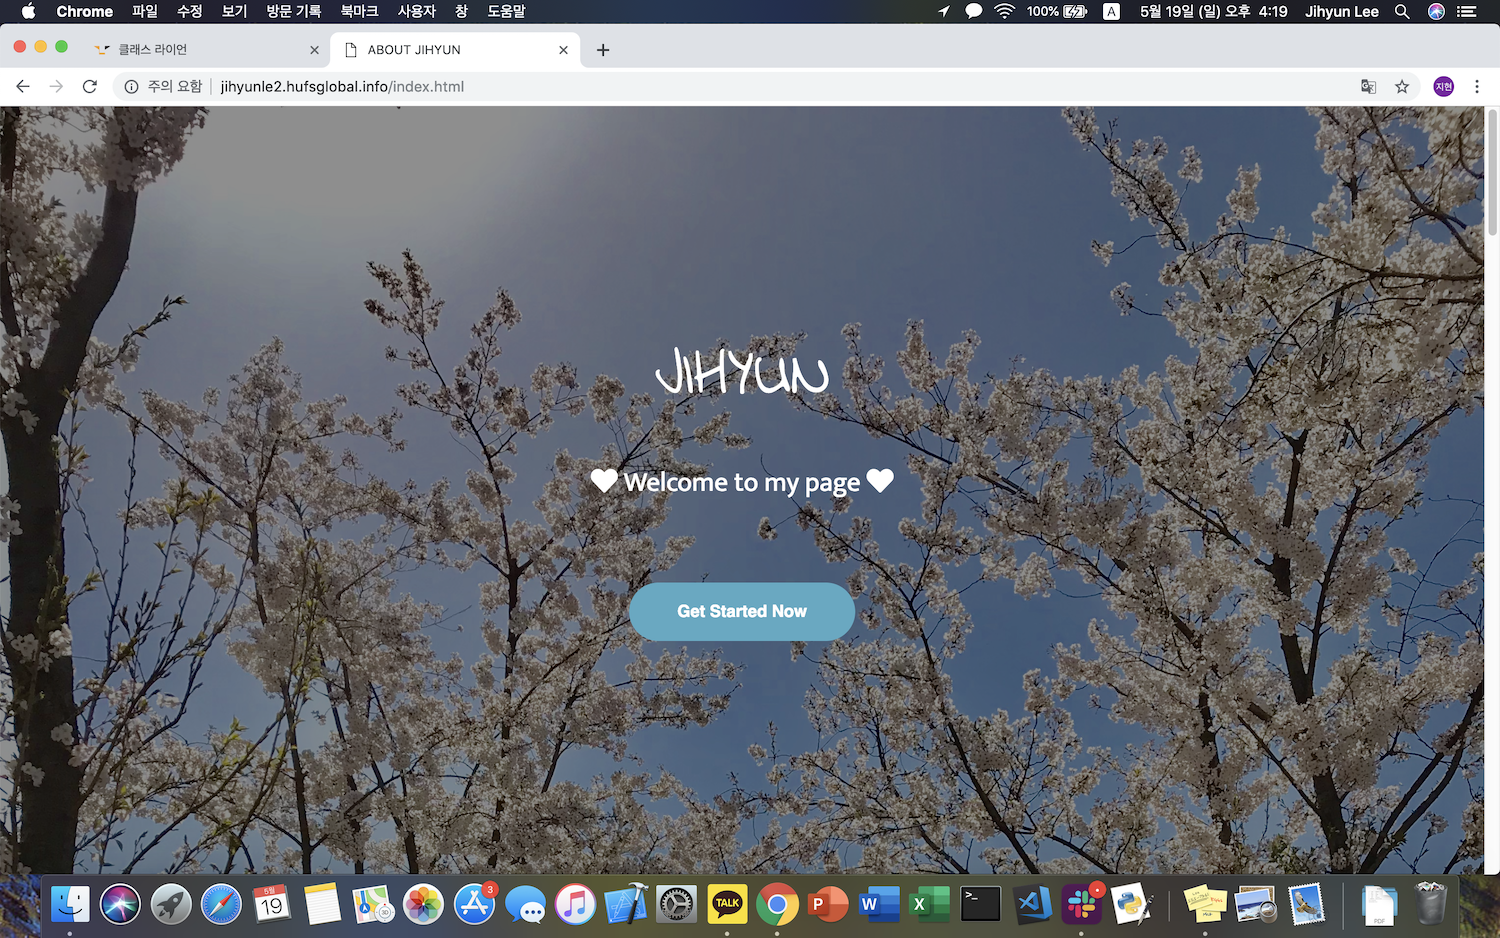 Chrome 파일 수정 보기 방문 기록 북마크 사용자 창 도움말 100% A 5월 19일 (일) 오후 4:19 Jihyun Lee
클래스 라이언 ABOUT JIHYUN
주의 요함 jihyunle2.hufsglobal.info/index.html 지현
JIHYUN
Welcome to my page
Get Started Now
5월
19
30
3
TALK
P
W
X
>_
PDF